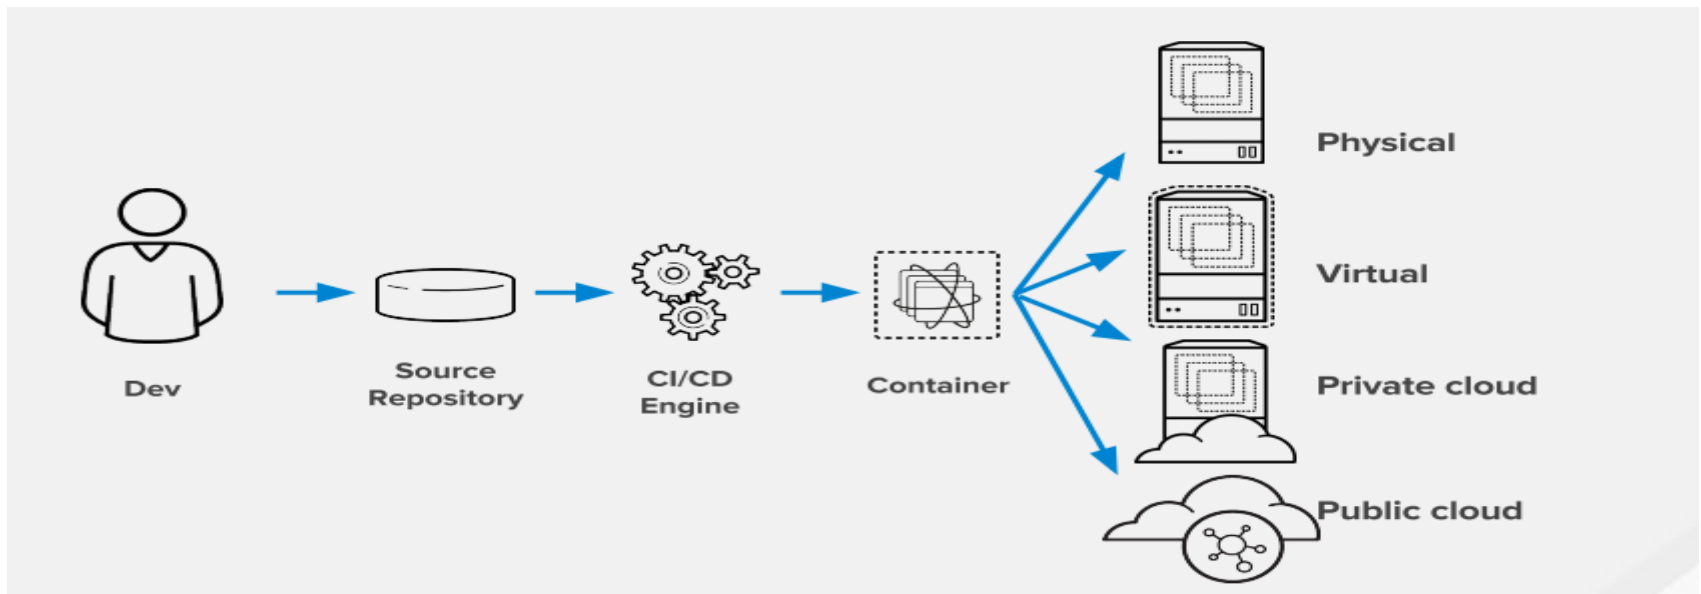 Dev
Source
Repository
CI/CD
Engine
Container
Physical
Virtual
Private cloud
Public cloud